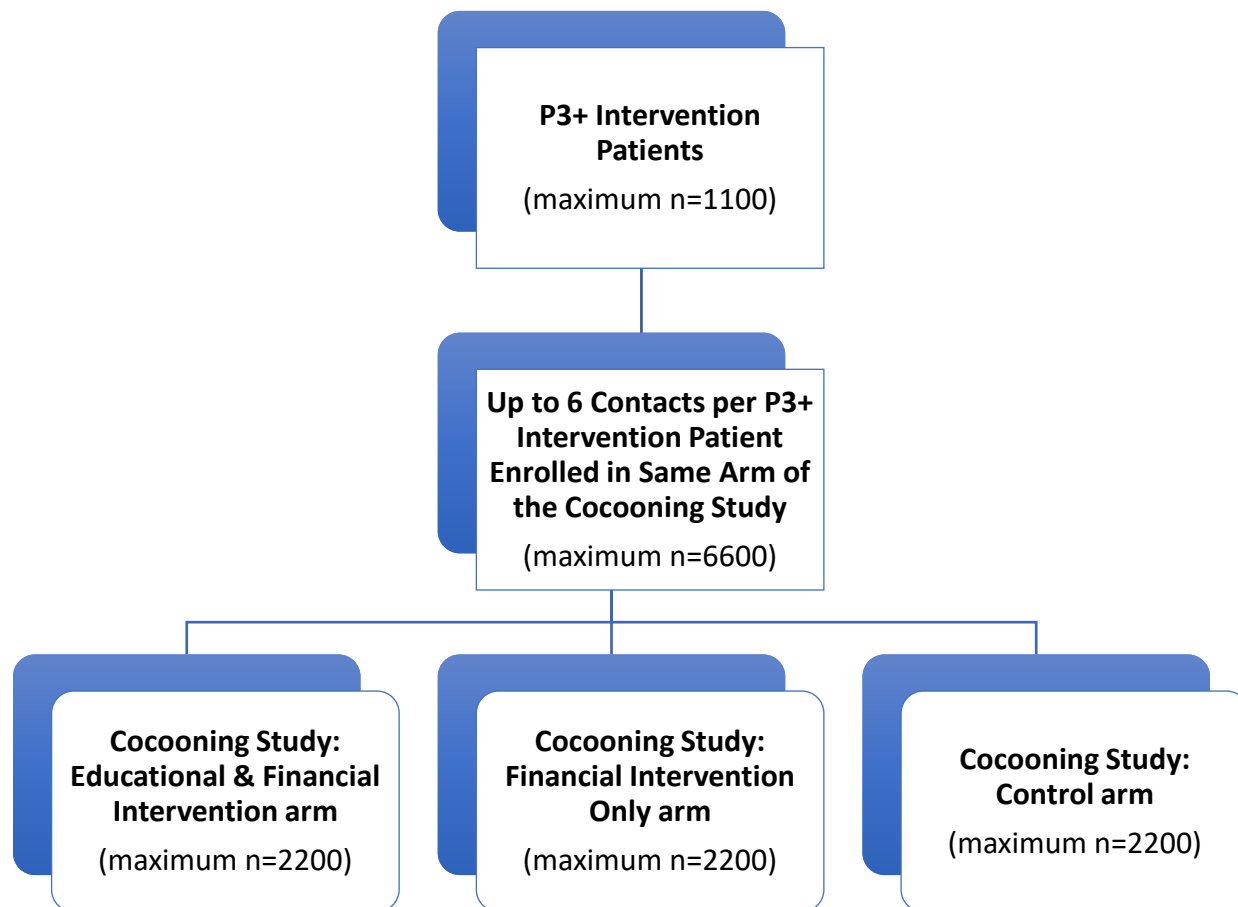 P3+ Intervention
Patients
(maximum n=1100)
Up to 6 Contacts per P3+
Intervention Patient
Enrolled in Same Arm of
the Cocooning Study
(maximum n=6600)
Cocooning Study:
Educational & Financial
Intervention arm
(maximum n=2200)
Cocooning Study:
Financial Intervention
Only arm
(maximum n=2200)
Cocooning Study:
Control arm
(maximum n=2200)